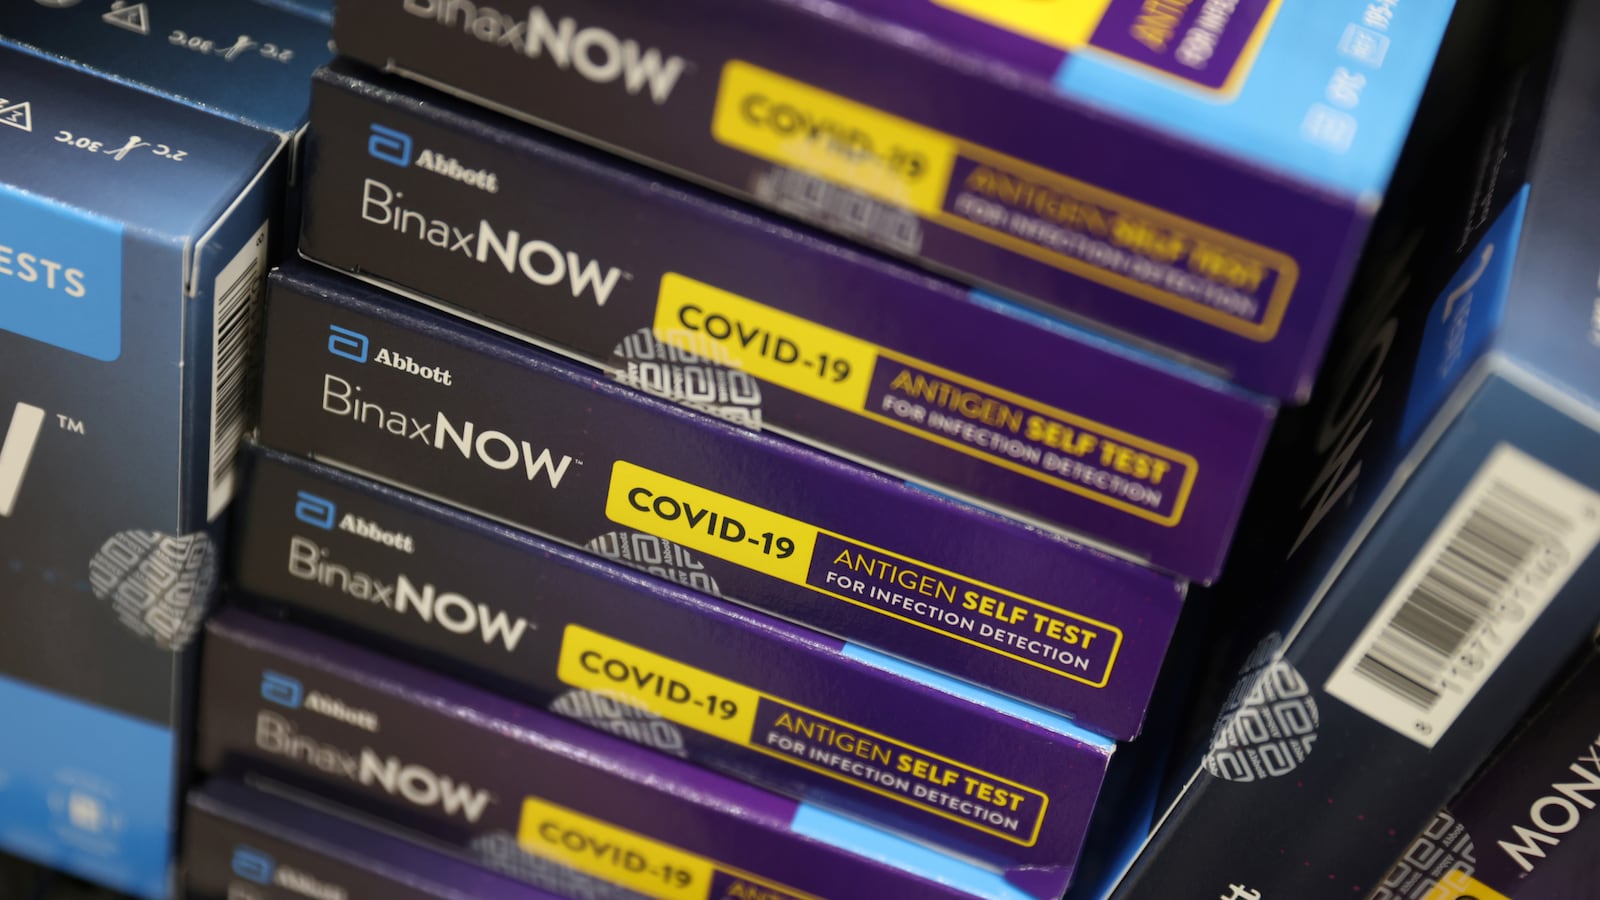 BinaxNOW
COVID-19
ANTIGEN SELF TEST
FOR INFECTION DETECTION
Abbott
BinaxNOW
COVID-19
ANTIGEN SELF TEST
FOR INFECTION DETECTION
Abbott
BinaxNOW™
COVID-19
ANTIGEN SELF TEST
FOR INFECTION DETECTION
Abbott
BinaxNOW
COVID-19
ANTIGEN SELF TEST
FOR INFECTION DETECTION
Abbott
BinaxNOW
COVID-19
Abbott
2°C 30°C
2°C 30°C
ESTS
™